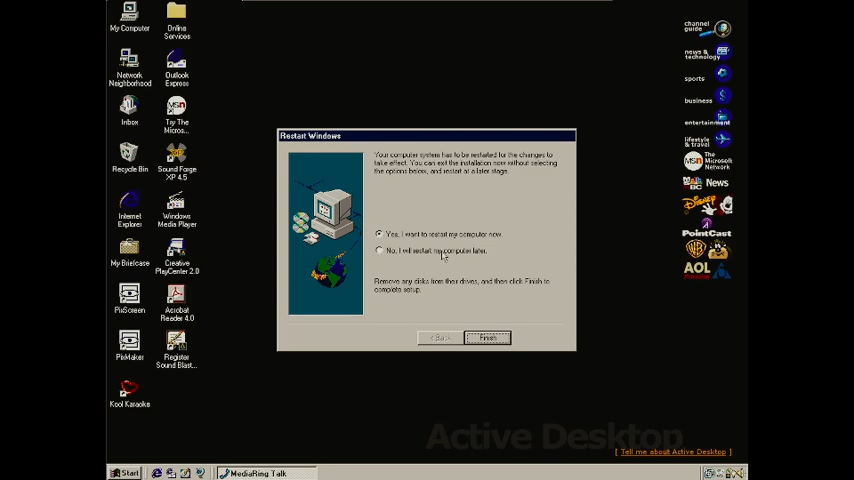 My Computer
Online
Services
Network
Neighborhood
Outlook
Express
Inbox
Try The
Micros...
Recycle Bin
Sound Forge
XP 4.5
Internet
Explorer
Windows
Media Player
My Briefcase
Creative
PlayCenter 2.0
PixScreen
Acrobat
Reader 4.0
PixMaker
Register
Sound Blast...
Kool Karaoke
Restart Windows
Your computer system has to be restarted for the changes to
take effect. You can exit the installation now without selecting
the options below, and restart at a later stage.
Yes, I want to restart my computer now.
No, I will restart my computer later.
Remove any disks from their drives, and then click Finish to
complete setup.
< Back
Finish
channel
guide
news &
technology
sports
business
entertainment
lifestyle
& travel
msn
The
Microsoft
Network
NBC News
Disney
PointCast
WB
AOL
Active Desktop
[ Tell me about Active Desktop ]
Start
MediaRing Talk